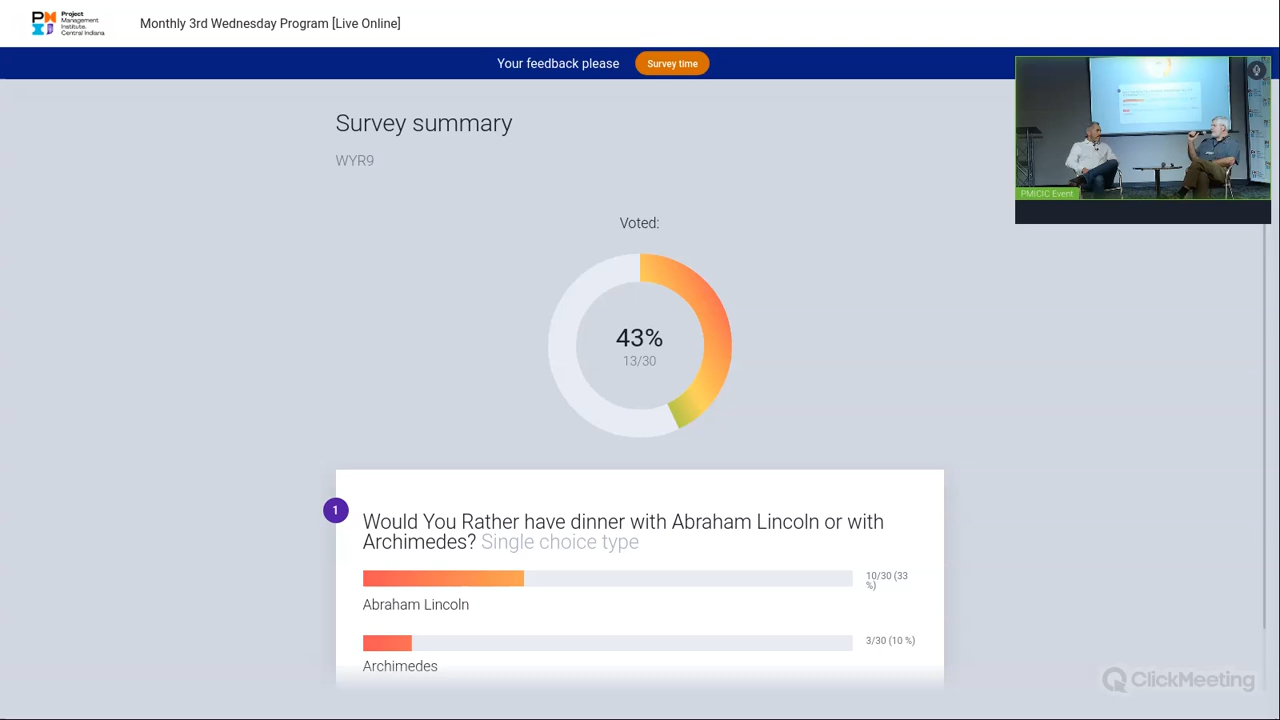 Project
Management
Institute.
Central Indiana
Monthly 3rd Wednesday Program [Live Online]
Your feedback please
Survey time
PMICIC Event
Survey summary
WYR9
Voted:
43%
13/30
1
Would You Rather have dinner with Abraham Lincoln or with
Archimedes? Single choice type
10/30 (33
%)
Abraham Lincoln
3/30 (10 %)
Archimedes
ClickMeeting